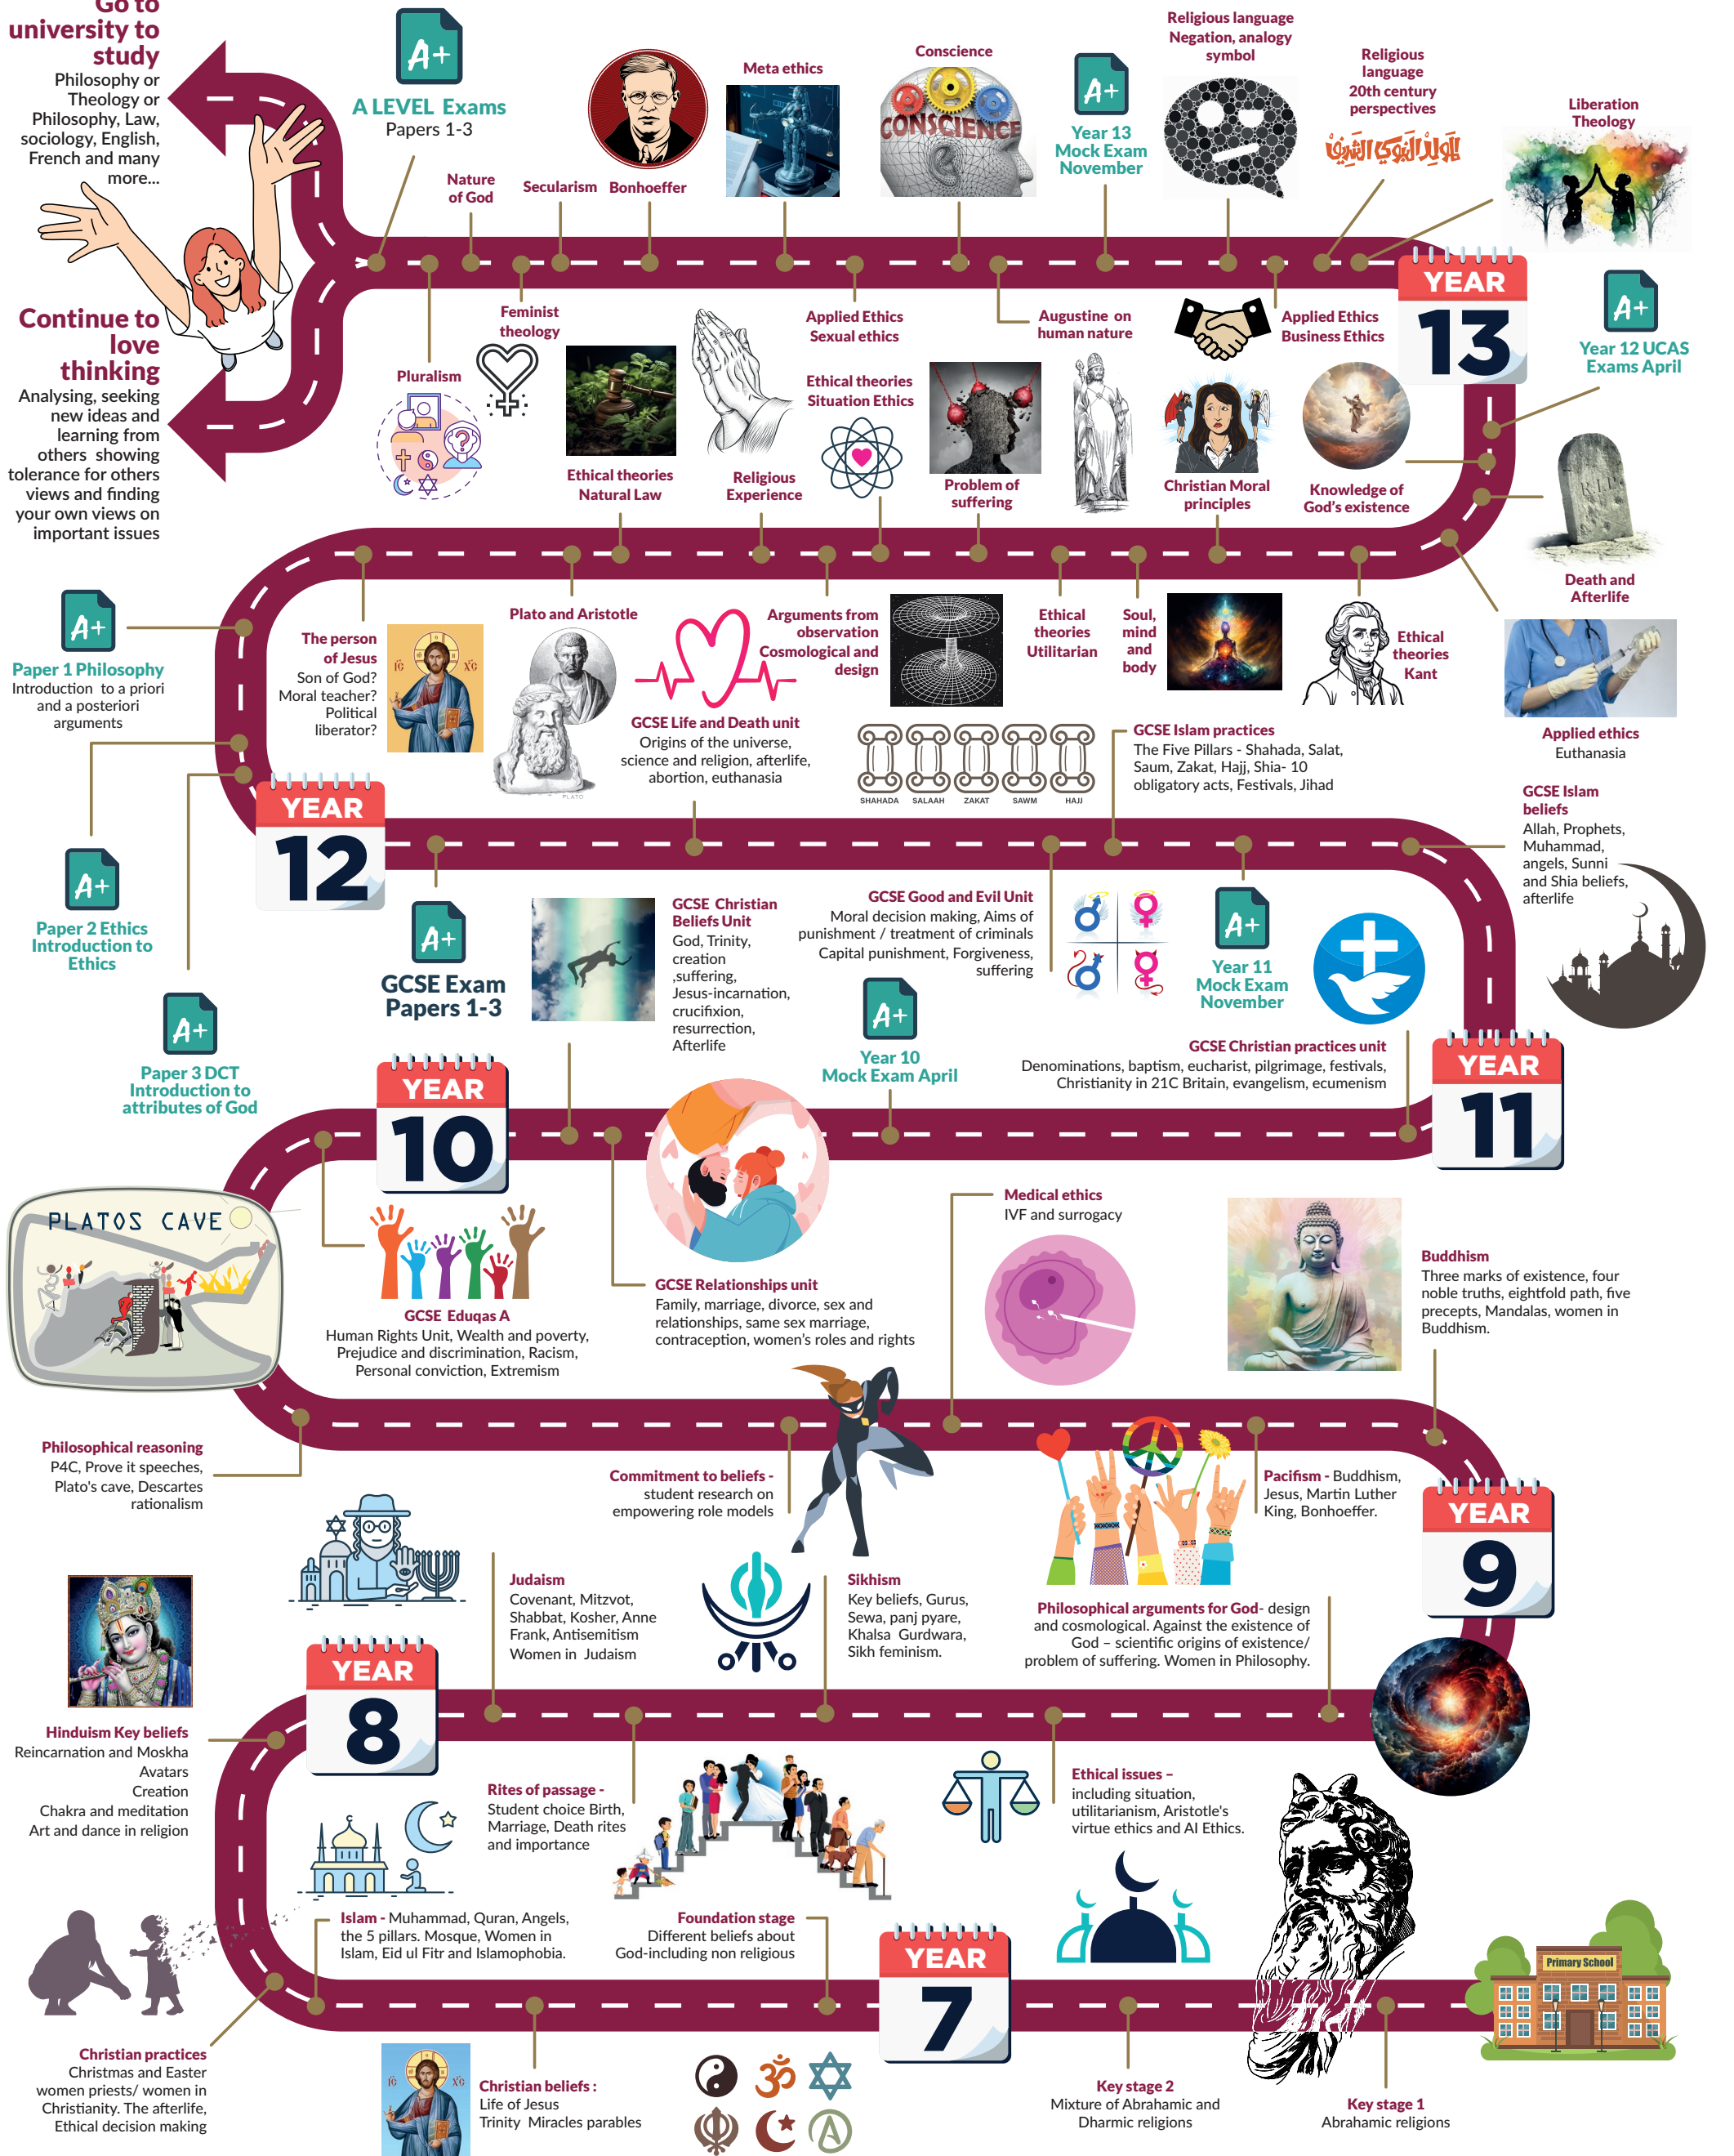 Go to
university to
study
Philosophy or
Theology or
Philosophy, Law,
sociology, English,
French and many
more...
A+
A LEVEL Exams
Papers 1-3
Nature
of God
Secularism
Bonhoeffer
Meta ethics
Conscience
CONSCIENCE
A+
Year 13
Mock Exam
November
Religious language
Negation, analogy
symbol
Religious
language
20th century
perspectives
Liberation
Theology
YEAR
13
A+
Year 12 UCAS
Exams April
Continue to
love
thinking
Analysing, seeking
new ideas and
learning from
others showing
tolerance for others
views and finding
your own views on
important issues
Pluralism
Feminist
theology
Applied Ethics
Sexual ethics
Augustine on
human nature
Applied Ethics
Business Ethics
Ethical theories
Natural Law
Religious
Experience
Ethical theories
Situation Ethics
Problem of
suffering
Christian Moral
principles
Knowledge of
God's existence
Death and
Afterlife
A+
Paper 1 Philosophy
Introduction to a priori
and a posteriori
arguments
The person
of Jesus
Son of God?
Moral teacher?
Political
liberator?
IC XC
Plato and Aristotle
PLATO
Arguments from
observation
Cosmological and
design
Ethical
theories
Utilitarian
Soul,
mind
and
body
Ethical
theories
Kant
Applied ethics
Euthanasia
GCSE Life and Death unit
Origins of the universe,
science and religion, afterlife,
abortion, euthanasia
SHAHADA SALAAH ZAKAT SAWM HAJJ
GCSE Islam practices
The Five Pillars - Shahada, Salat,
Saum, Zakat, Hajj, Shia- 10
obligatory acts, Festivals, Jihad
GCSE Islam
beliefs
Allah, Prophets,
Muhammad,
angels, Sunni
and Shia beliefs,
afterlife
YEAR
12
A+
Paper 2 Ethics
Introduction to
Ethics
A+
Paper 3 DCT
Introduction to
attributes of God
A+
GCSE Exam
Papers 1-3
GCSE Christian
Beliefs Unit
God, Trinity,
creation
,suffering,
Jesus-incarnation,
crucifixion,
resurrection,
Afterlife
GCSE Good and Evil Unit
Moral decision making, Aims of
punishment / treatment of criminals
Capital punishment, Forgiveness,
suffering
A+
Year 10
Mock Exam April
A+
Year 11
Mock Exam
November
GCSE Christian practices unit
Denominations, baptism, eucharist, pilgrimage, festivals,
Christianity in 21C Britain, evangelism, ecumenism
YEAR
11
YEAR
10
PLATOS CAVE
GCSE Eduqas A
Human Rights Unit, Wealth and poverty,
Prejudice and discrimination, Racism,
Personal conviction, Extremism
GCSE Relationships unit
Family, marriage, divorce, sex and
relationships, same sex marriage,
contraception, women's roles and rights
Medical ethics
IVF and surrogacy
Buddhism
Three marks of existence, four
noble truths, eightfold path, five
precepts, Mandalas, women in
Buddhism.
Philosophical reasoning
P4C, Prove it speeches,
Plato's cave, Descartes
rationalism
Commitment to beliefs -
student research on
empowering role models
Pacifism - Buddhism,
Jesus, Martin Luther
King, Bonhoeffer.
YEAR
9
Judaism
Covenant, Mitzvot,
Shabbat, Kosher, Anne
Frank, Antisemitism
Women in Judaism
Sikhism
Key beliefs, Gurus,
Sewa, panj pyare,
Khalsa Gurdwara,
Sikh feminism.
Philosophical arguments for God- design
and cosmological. Against the existence of
God – scientific origins of existence/
problem of suffering. Women in Philosophy.
YEAR
8
Hinduism Key beliefs
Reincarnation and Moskha
Avatars
Creation
Chakra and meditation
Art and dance in religion
Rites of passage -
Student choice Birth,
Marriage, Death rites
and importance
Ethical issues –
including situation,
utilitarianism, Aristotle's
virtue ethics and AI Ethics.
Islam - Muhammad, Quran, Angels,
the 5 pillars. Mosque, Women in
Islam, Eid ul Fitr and Islamophobia.
Foundation stage
Different beliefs about
God-including non religious
YEAR
7
Primary School
Christian practices
Christmas and Easter
women priests/ women in
Christianity. The afterlife,
Ethical decision making
IC XC
Christian beliefs :
Life of Jesus
Trinity Miracles parables
ॐ
Key stage 2
Mixture of Abrahamic and
Dharmic religions
Key stage 1
Abrahamic religions